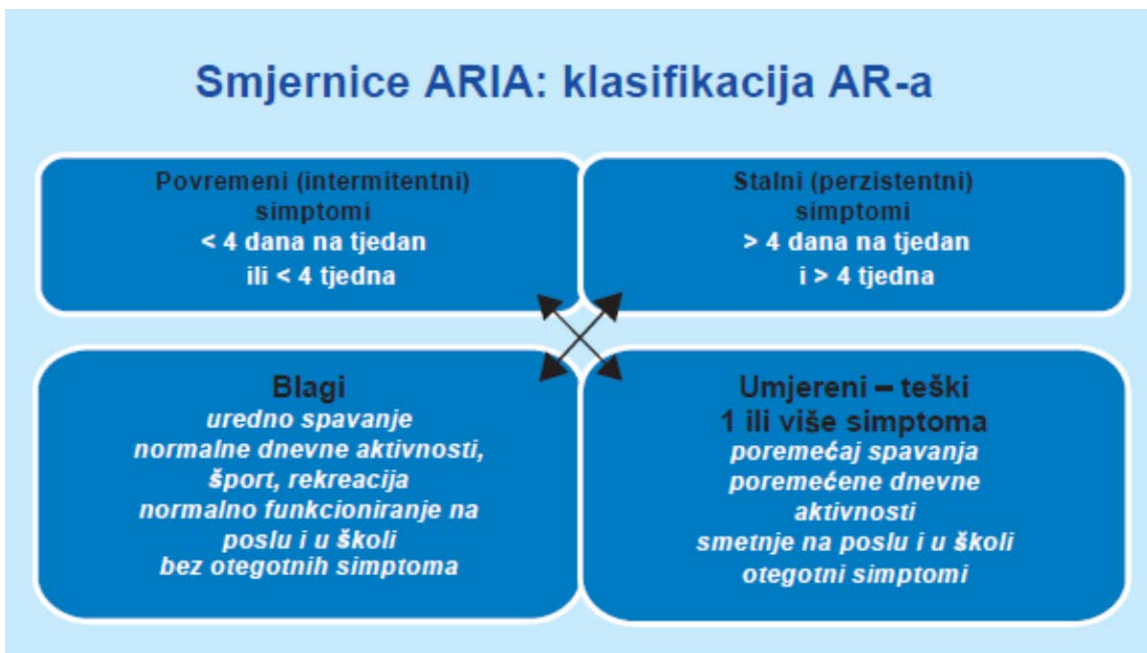 Smjernice ARIA: klasifikacija AR-a
Povremeni (intermitentni)
simptomi
< 4 dana na tjedan
ili < 4 tjedna
Stalni (perzistentni)
simptomi
> 4 dana na tjedan
i > 4 tjedna
Blagi
uredno spavanje
normalne dnevne aktivnosti,
šport, rekreacija
normalno funkcioniranje na
poslu i u školi
bez otegotnih simptoma
Umjereni – teški
1 ili više simptoma
poremećaj spavanja
poremećene dnevne
aktivnosti
smetnje na poslu i u školi
otegotni simptomi